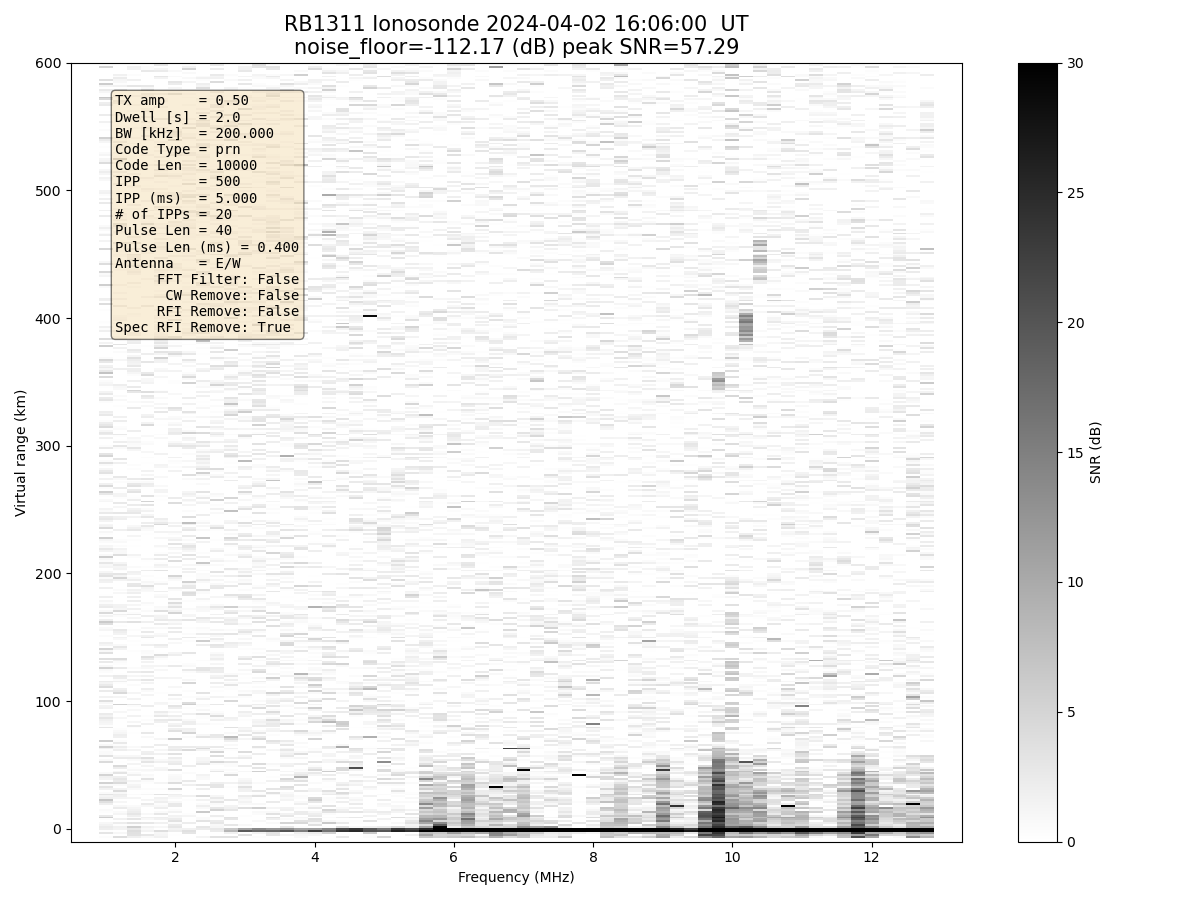 RB1311 Ionosonde 2024-04-02 16:06:00  UT
noise_floor=-112.17 (dB) peak SNR=57.29
TX amp    = 0.50
Dwell [s] = 2.0
BW [kHz]  = 200.000
Code Type = prn
Code Len  = 10000
IPP       = 500
IPP (ms)  = 5.000
# of IPPs = 20
Pulse Len = 40
Pulse Len (ms) = 0.400
Antenna   = E/W
FFT Filter: False
CW Remove: False
RFI Remove: False
Spec RFI Remove: True
600
500
400
300
200
100
0
Virtual range (km)
2 4 6 8 10 12
Frequency (MHz)
30
25
20
15
10
5
0
SNR (dB)